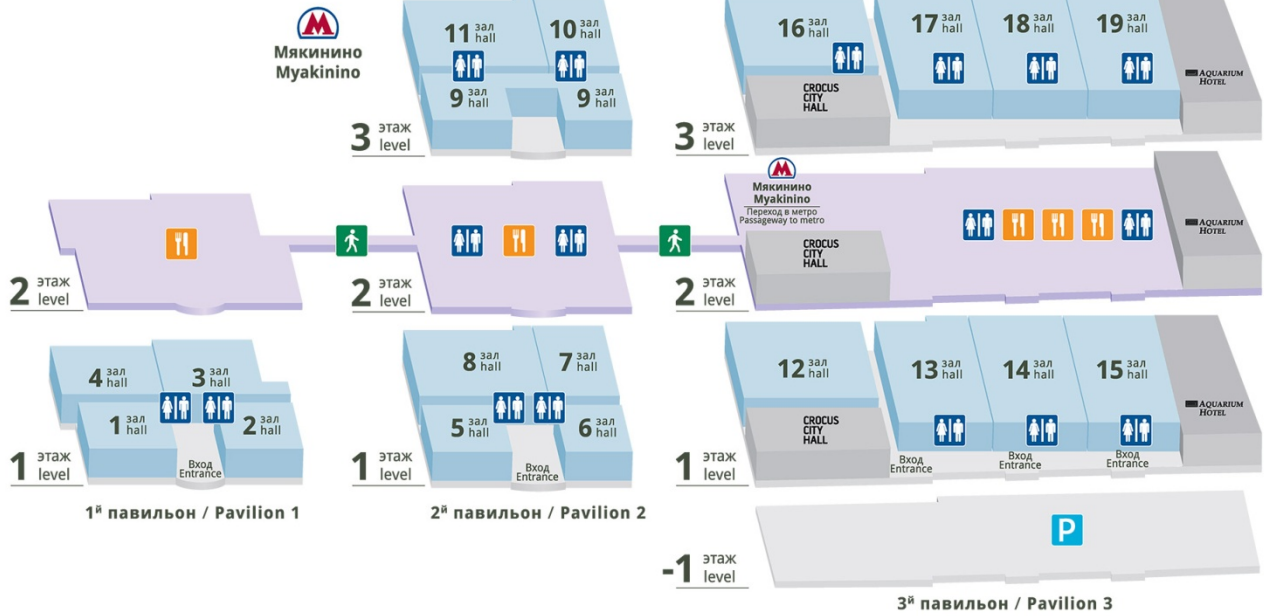 Мякинино
Myakinino
11 зал
hall
10 зал
hall
9 зал
hall
9 зал
hall
3 этаж
level
16 зал
hall
17 зал
hall
18 зал
hall
19 зал
hall
CROCUS
CITY
HALL
AQUARIUM
HOTEL
3 этаж
level
2 этаж
level
2 этаж
level
Мякинино
Myakinino
Переход в метро
Passageway to metro
CROCUS
CITY
HALL
AQUARIUM
HOTEL
2 этаж
level
4 зал
hall
3 зал
hall
1 зал
hall
2 зал
hall
Вход
Entrance
1 этаж
level
1й павильон / Pavilion 1
8 зал
hall
7 зал
hall
5 зал
hall
6 зал
hall
Вход
Entrance
1 этаж
level
2й павильон / Pavilion 2
12 зал
hall
13 зал
hall
14 зал
hall
15 зал
hall
CROCUS
CITY
HALL
AQUARIUM
HOTEL
Вход
Entrance
Вход
Entrance
Вход
Entrance
1 этаж
level
P
-1 этаж
level
3й павильон / Pavilion 3